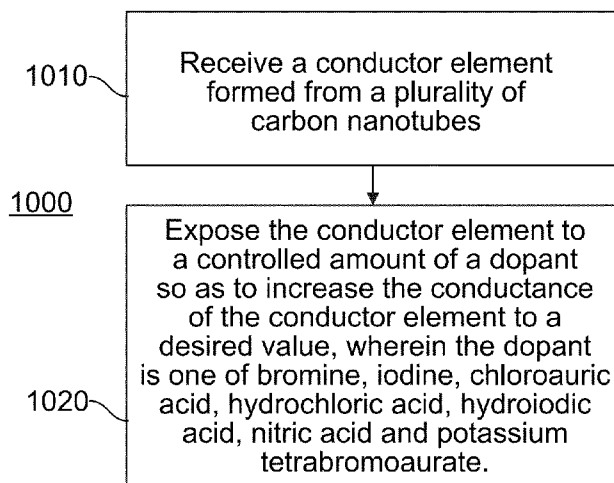 1010
Receive a conductor element
formed from a plurality of
carbon nanotubes
1000
Expose the conductor element to
a controlled amount of a dopant
so as to increase the conductance
of the conductor element to a
desired value, wherein the dopant
is one of bromine, iodine, chloroauric
acid, hydrochloric acid, hydroiodic
acid, nitric acid and potassium
tetrabromoaurate.
1020